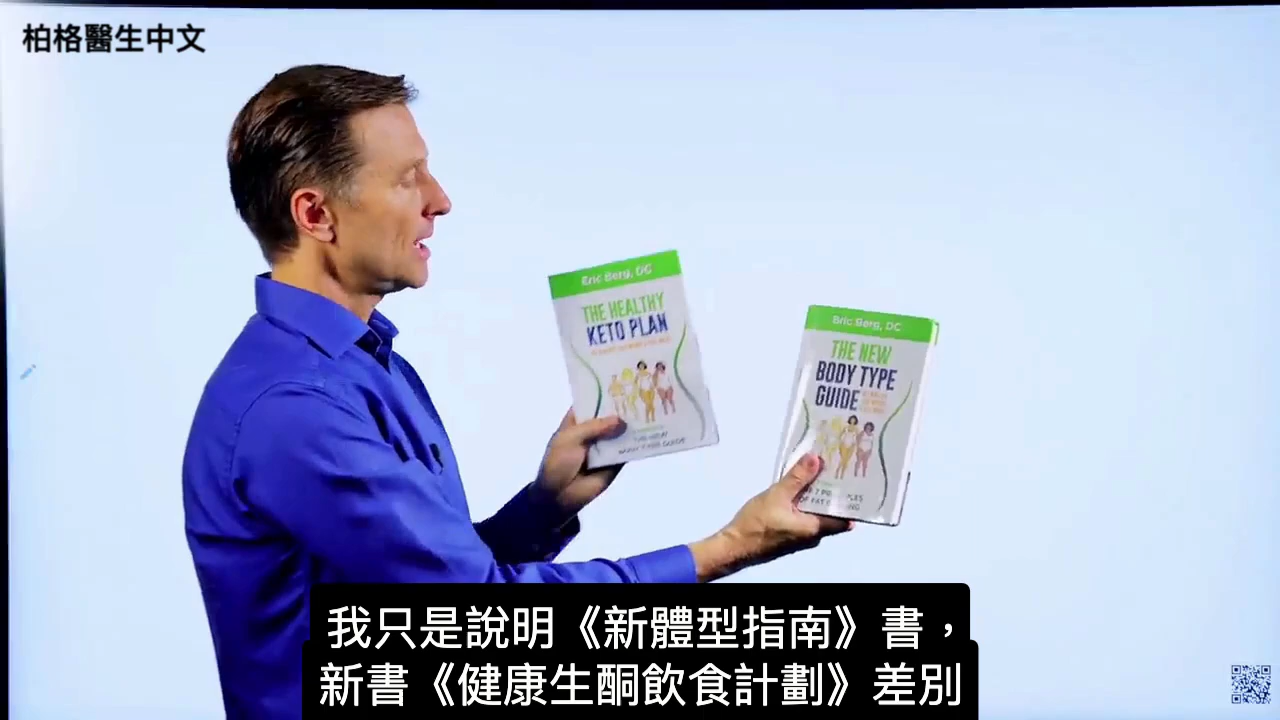 柏格醫生中文
Eric Berg, DC
THE HEALTHY
KETO PLAN
Eric Berg, DC
THE NEW
BODY TYPE
GUIDE
我只是說明《新體型指南》書，
新書《健康生酮飲食計劃》差別